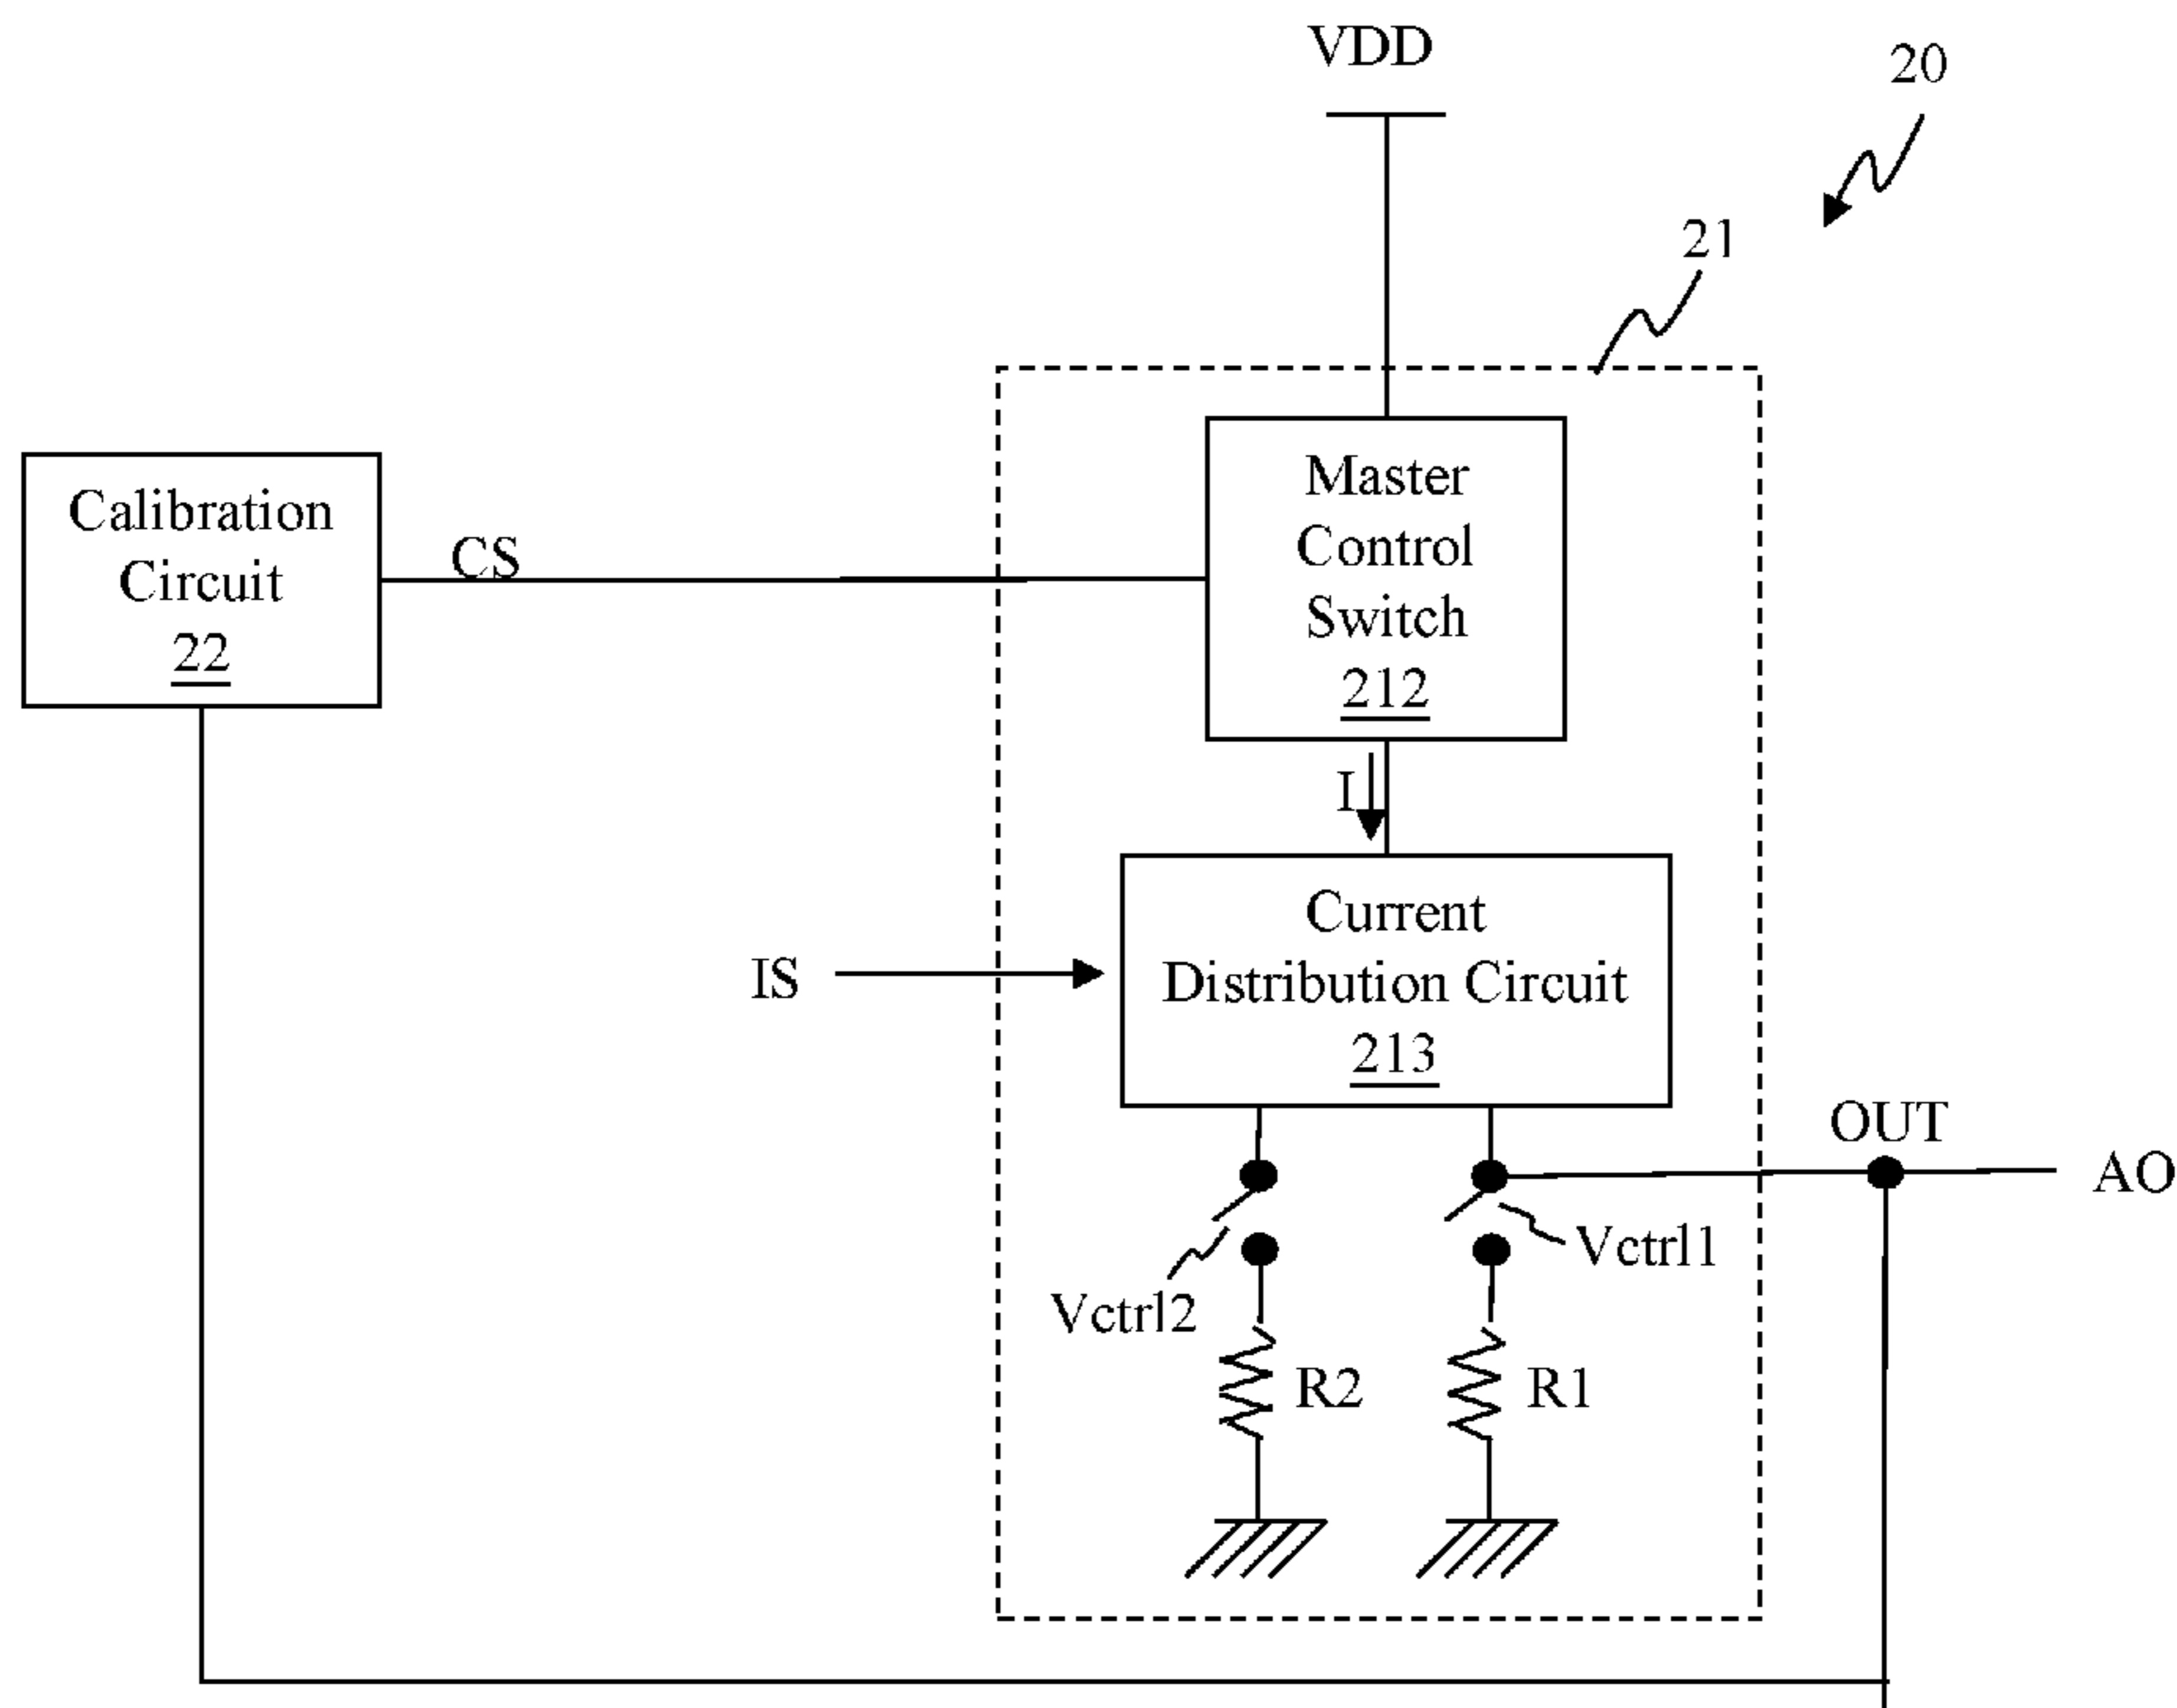 VDD
20
21
Calibration
Circuit
22
CS
Master
Control
Switch
212
I
Current
Distribution Circuit
213
IS
OUT
AO
Vctrl1
Vctrl2
R2
R1